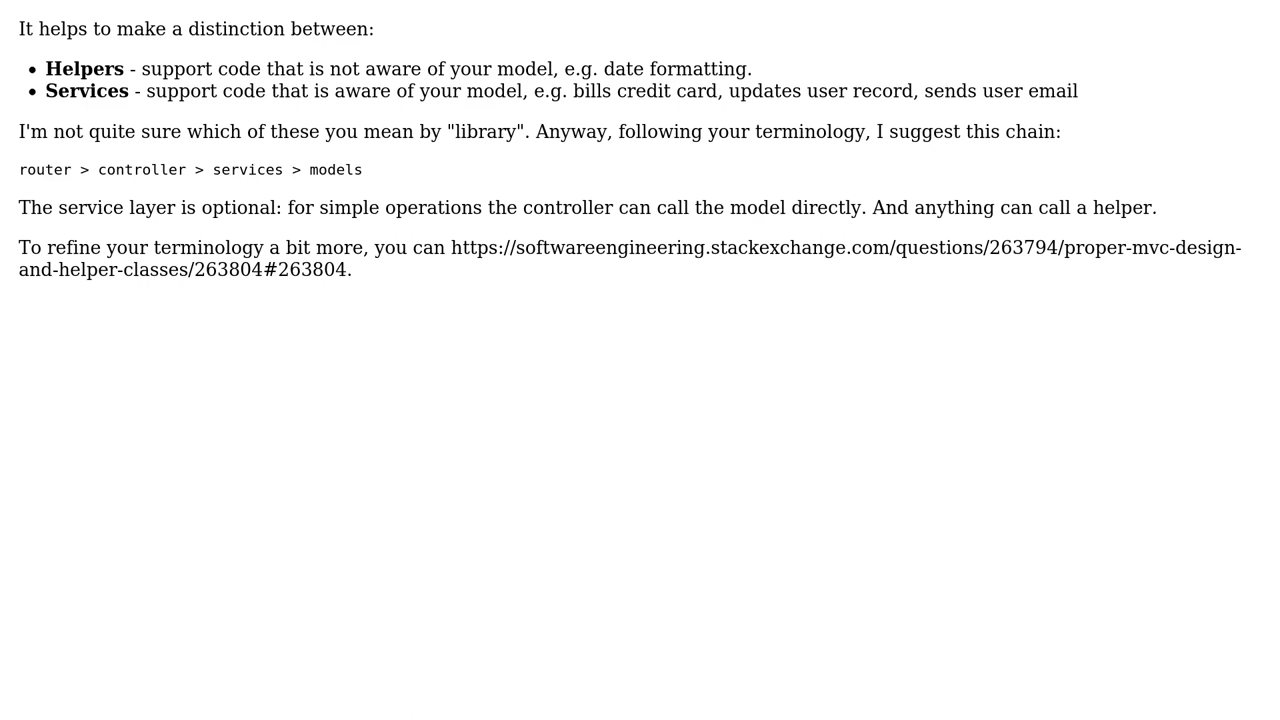 It helps to make a distinction between:
• Helpers - support code that is not aware of your model, e.g. date formatting.
• Services - support code that is aware of your model, e.g. bills credit card, updates user record, sends user email
I'm not quite sure which of these you mean by "library". Anyway, following your terminology, I suggest this chain:
router > controller > services > models
The service layer is optional: for simple operations the controller can call the model directly. And anything can call a helper.
To refine your terminology a bit more, you can https://softwareengineering.stackexchange.com/questions/263794/proper-mvc-design-
and-helper-classes/263804#263804.